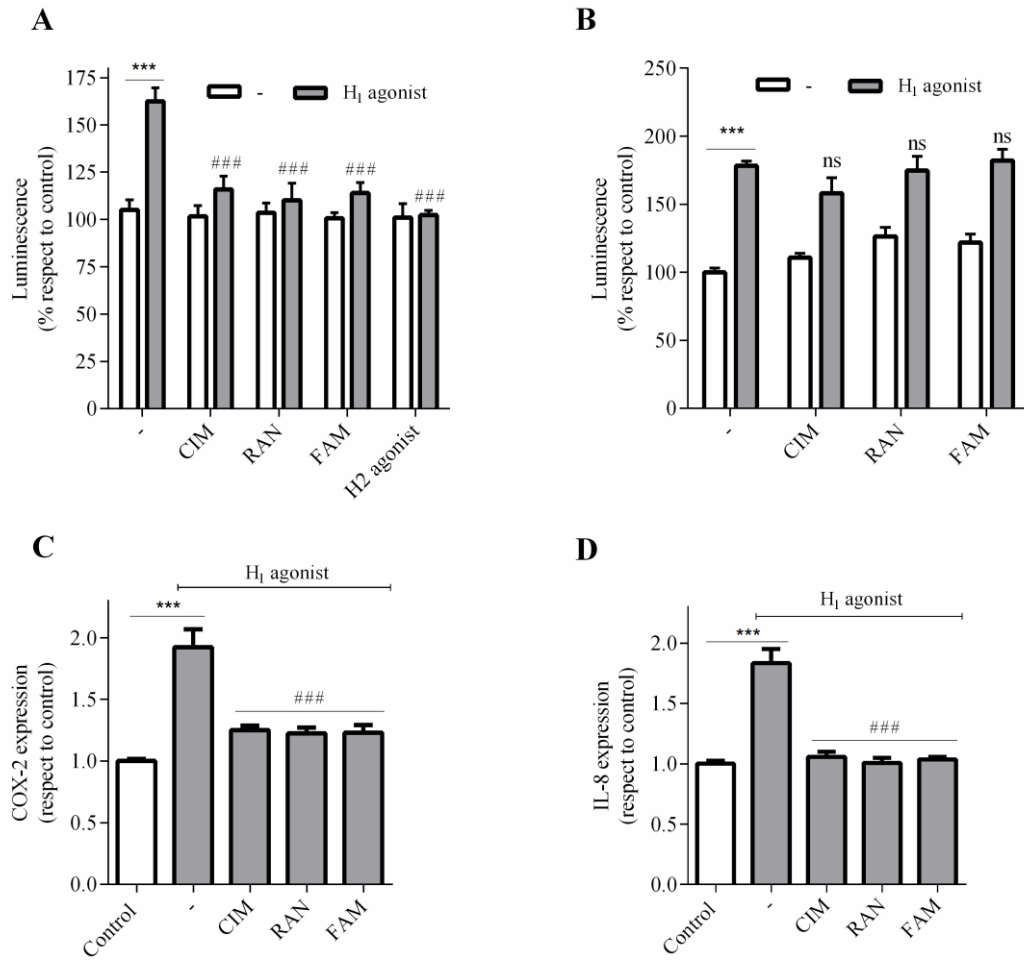 A
Luminescence
(% respect to control)
175
150
125
100
75
50
25
0
***
-
H₁ agonist
###
###
###
###
-
CIM
RAN
FAM
H2 agonist
B
Luminescence
(% respect to control)
250
200
150
100
50
0
-
H₁ agonist
***
ns
ns
ns
-
CIM
RAN
FAM
C
COX-2 expression
(respect to control)
2.0
1.5
1.0
0.5
0.0
H₁ agonist
***
###
Control
-
CIM
RAN
FAM
D
IL-8 expression
(respect to control)
2.0
1.5
1.0
0.5
0.0
H₁ agonist
***
###
Control
-
CIM
RAN
FAM